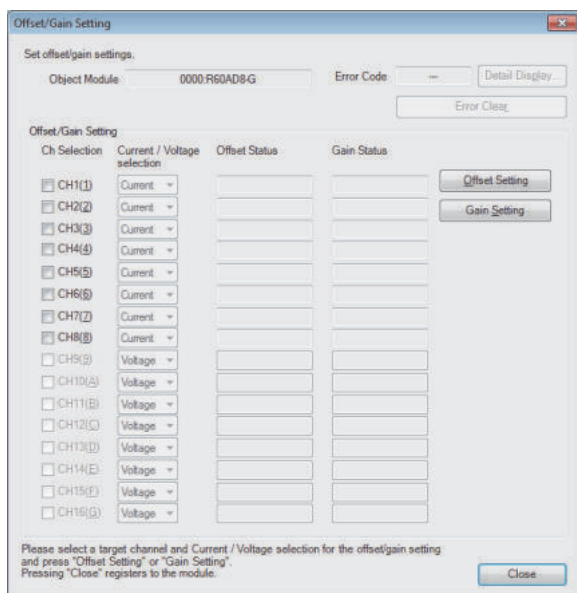 Offset/Gain Setting
Set offset/gain settings.
Object Module 0000:R60AD8-G Error Code --- Detail Display...
Error Clear
Offset/Gain Setting
Ch Selection Current / Voltage selection Offset Status Gain Status
CH1(1) Current Offset Setting
CH2(2) Current Gain Setting
CH3(3) Current
CH4(4) Current
CH5(5) Current
CH6(6) Current
CH7(7) Current
CH8(8) Current
CH9(9) Voltage
CH10(A) Voltage
CH11(B) Voltage
CH12(C) Voltage
CH13(D) Voltage
CH14(E) Voltage
CH15(F) Voltage
CH16(G) Voltage
Please select a target channel and Current / Voltage selection for the offset/gain setting
and press "Offset Setting" or "Gain Setting".
Pressing "Close" registers to the module.
Close